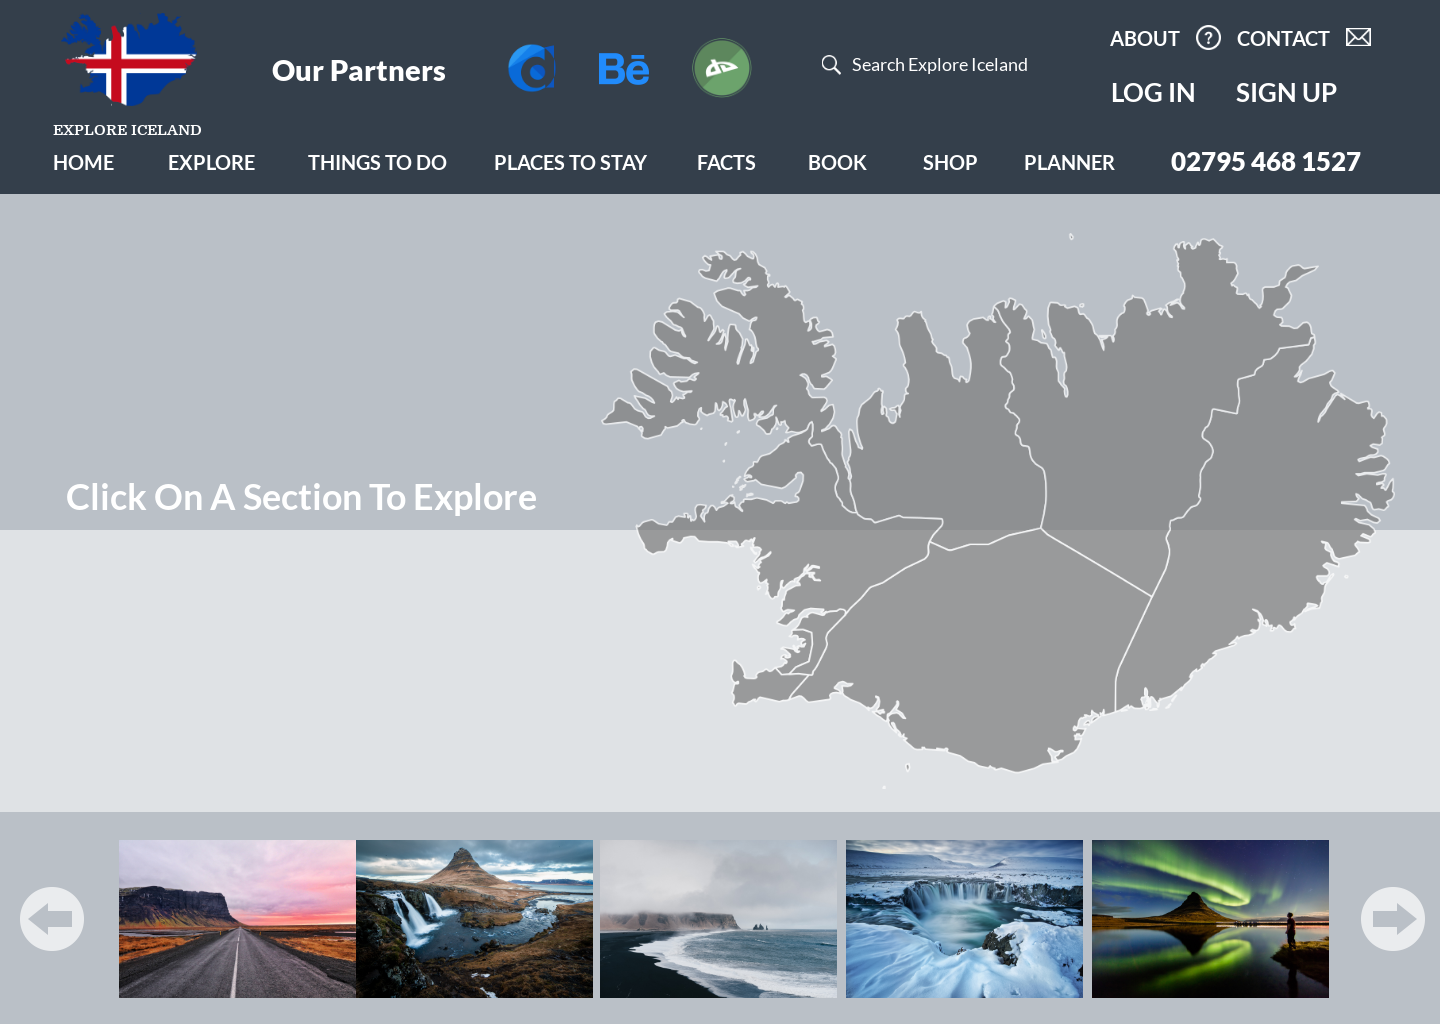 EXPLORE ICELAND
Our Partners
Bē
Search Explore Iceland
ABOUT ? CONTACT
LOG IN SIGN UP
HOME EXPLORE THINGS TO DO PLACES TO STAY FACTS BOOK SHOP PLANNER 02795 468 1527
Click On A Section To Explore